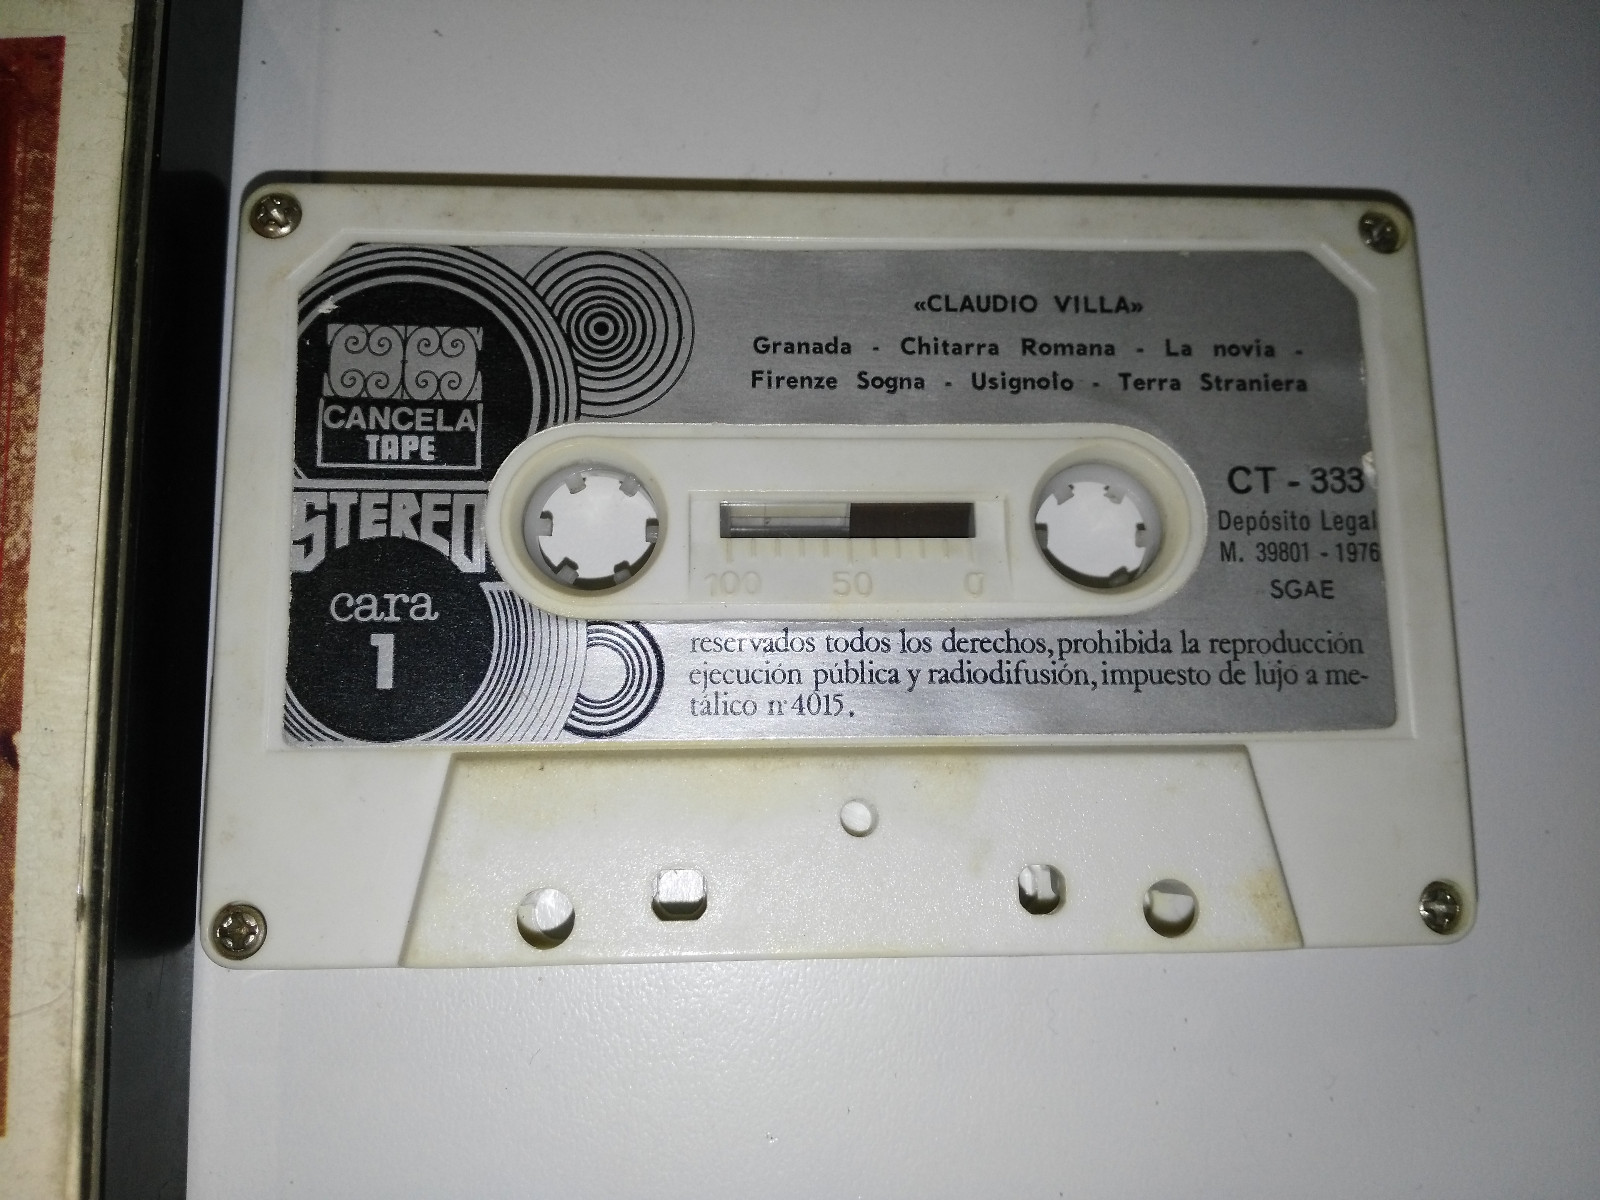 «CLAUDIO VILLA»
Granada - Chitarra Romana - La novia -
Firenze Sogna - Usignolo - Terra Straniera
CANCELA
TAPE
STEREO
cara
1
100 50 0
CT - 333
Depósito Legal
M. 39801 - 1976
SGAE
reservados todos los derechos, prohibida la reproducción
ejecución pública y radiodifusión, impuesto de lujo a me-
tálico nº 4015.